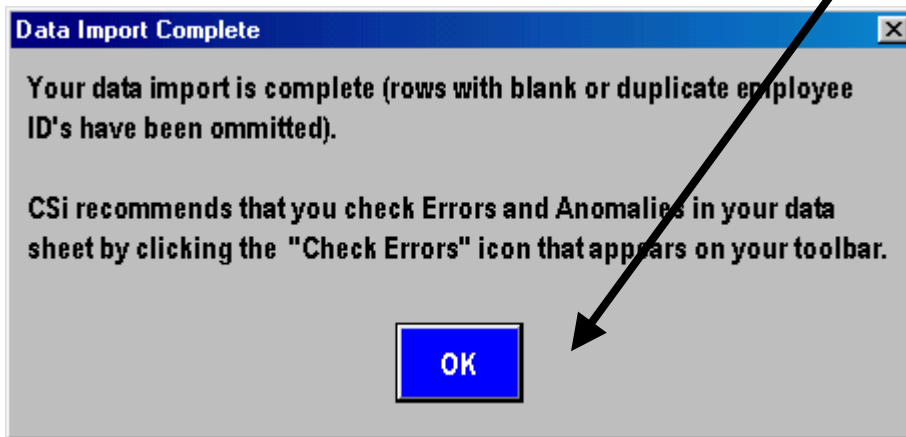 Data Import Complete
Your data import is complete (rows with blank or duplicate employee
ID's have been ommitted).
CSi recommends that you check Errors and Anomalies in your data
sheet by clicking the "Check Errors" icon that appears on your toolbar.
OK